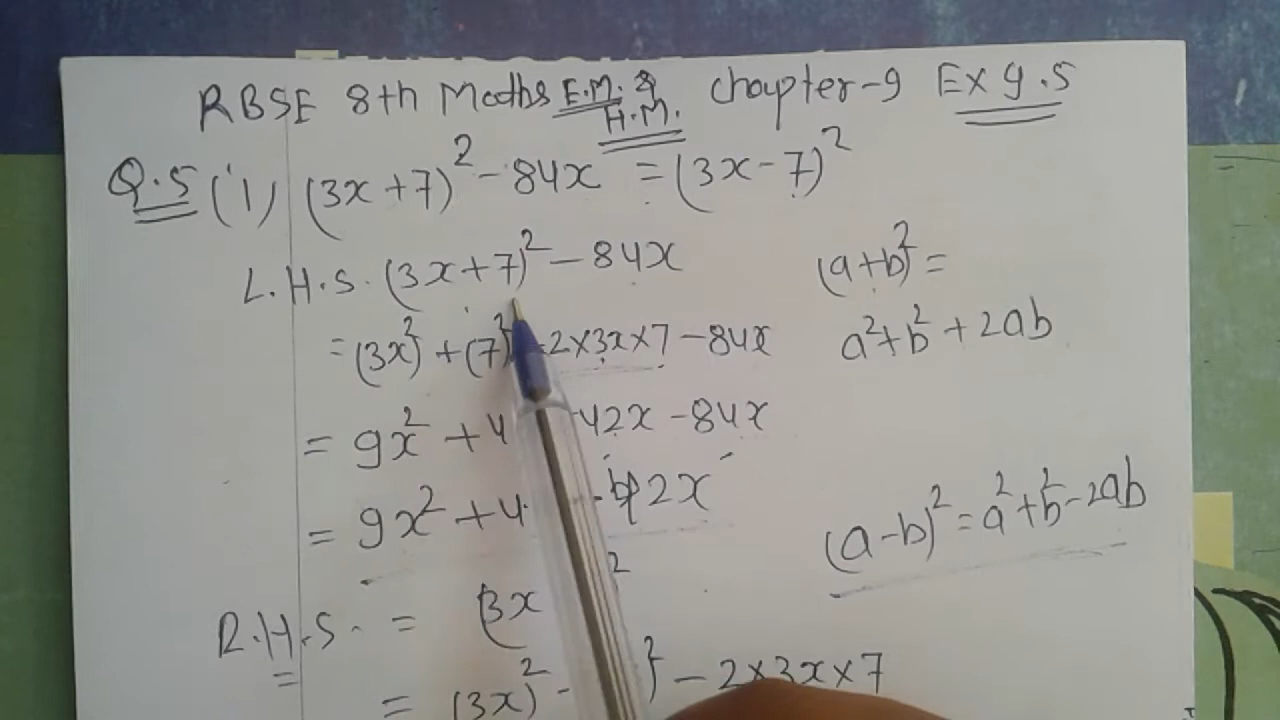 RBSE 8th Maths E.M. & H.M. Chapter-9 Ex 9.5
Q.5 (1) (3x+7)² - 84x = (3x-7)²
L.H.S. (3x+7)² - 84x
(a+b)² =
= (3x)² + (7)² 2×3x×7 - 84x
a²+b²+2ab
= 9x² + 4 42x - 84x
= 9x² + 4 - 42x
(a-b)² = a²+b²-2ab
R.H.S. = (3x ²
= (3x)² ² - 2×3x×7